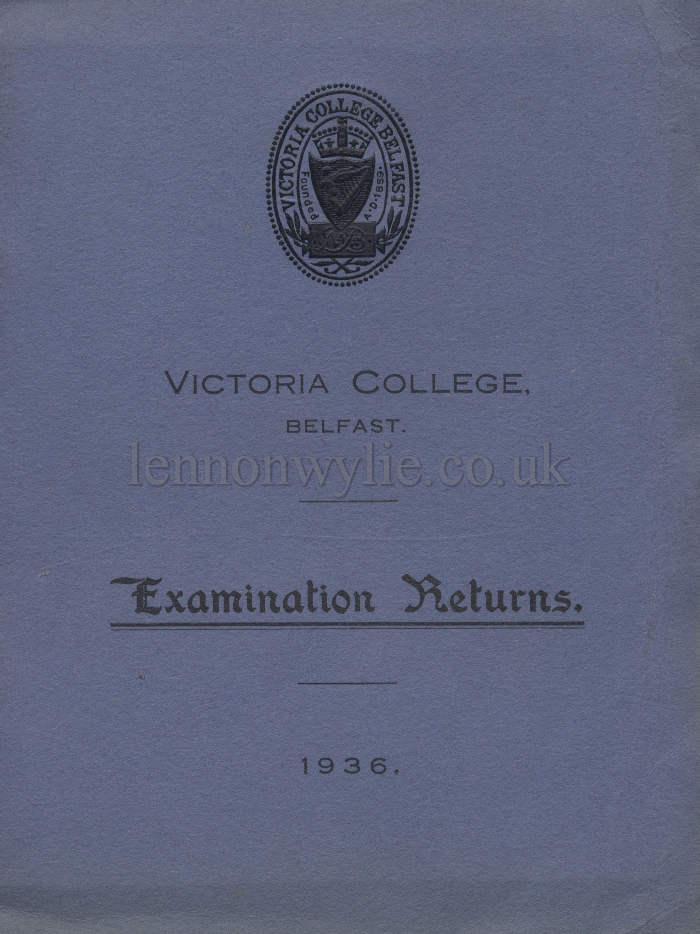 VICTORIA COLLEGE BELFAST
Founded A.D. 1859.
VICTORIA COLLEGE,
BELFAST.
lennonwylie.co.uk
Examination Returns.
1936.